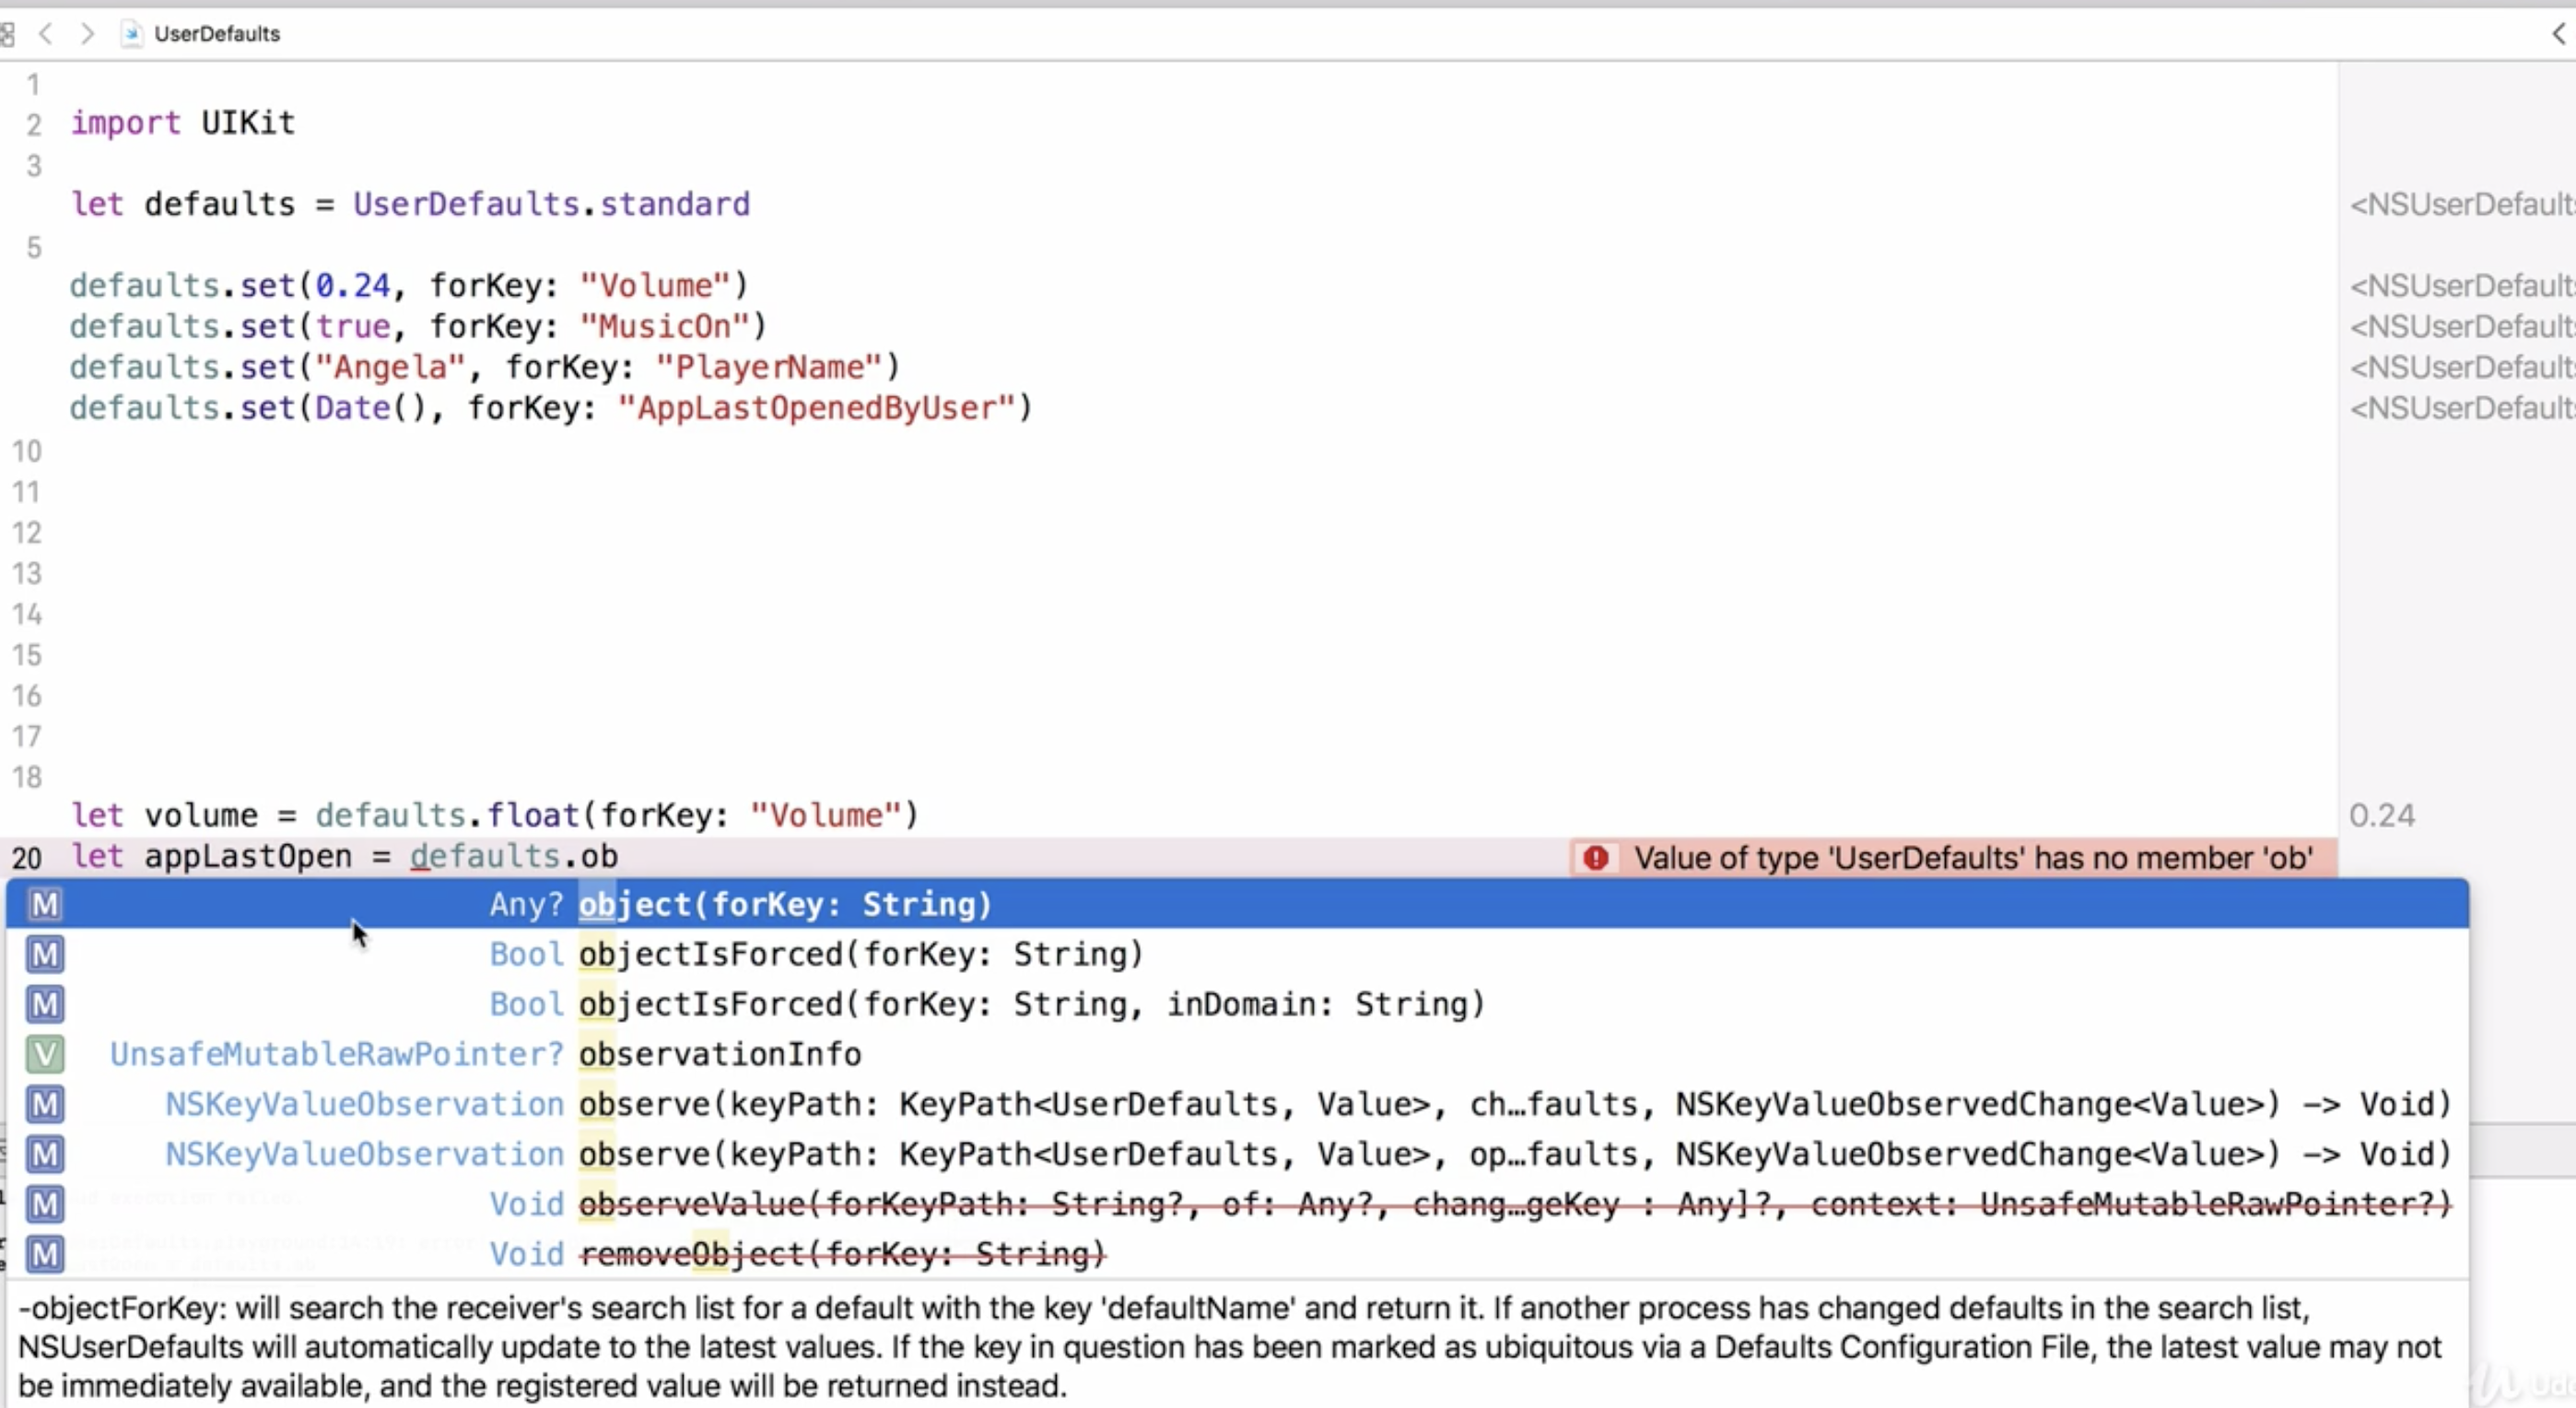 UserDefaults
1
2 import UIKit
3
let defaults = UserDefaults.standard <NSUserDefault
5
defaults.set(0.24, forKey: "Volume") <NSUserDefault
defaults.set(true, forKey: "MusicOn") <NSUserDefault
defaults.set("Angela", forKey: "PlayerName") <NSUserDefault
defaults.set(Date(), forKey: "AppLastOpenedByUser") <NSUserDefault
10
11
12
13
14
15
16
17
18
let volume = defaults.float(forKey: "Volume") 0.24
20 let appLastOpen = defaults.ob Value of type 'UserDefaults' has no member 'ob'
M Any? object(forKey: String)
M Bool objectIsForced(forKey: String)
M Bool objectIsForced(forKey: String, inDomain: String)
V UnsafeMutableRawPointer? observationInfo
M NSKeyValueObservation observe(keyPath: KeyPath<UserDefaults, Value>, ch…faults, NSKeyValueObservedChange<Value>) -> Void)
M NSKeyValueObservation observe(keyPath: KeyPath<UserDefaults, Value>, op…faults, NSKeyValueObservedChange<Value>) -> Void)
M Void observeValue(forKeyPath: String?, of: Any?, chang…geKey : Any]?, context: UnsafeMutableRawPointer?)
M Void removeObject(forKey: String)
-objectForKey: will search the receiver's search list for a default with the key 'defaultName' and return it. If another process has changed defaults in the search list,
NSUserDefaults will automatically update to the latest values. If the key in question has been marked as ubiquitous via a Defaults Configuration File, the latest value may not
be immediately available, and the registered value will be returned instead.